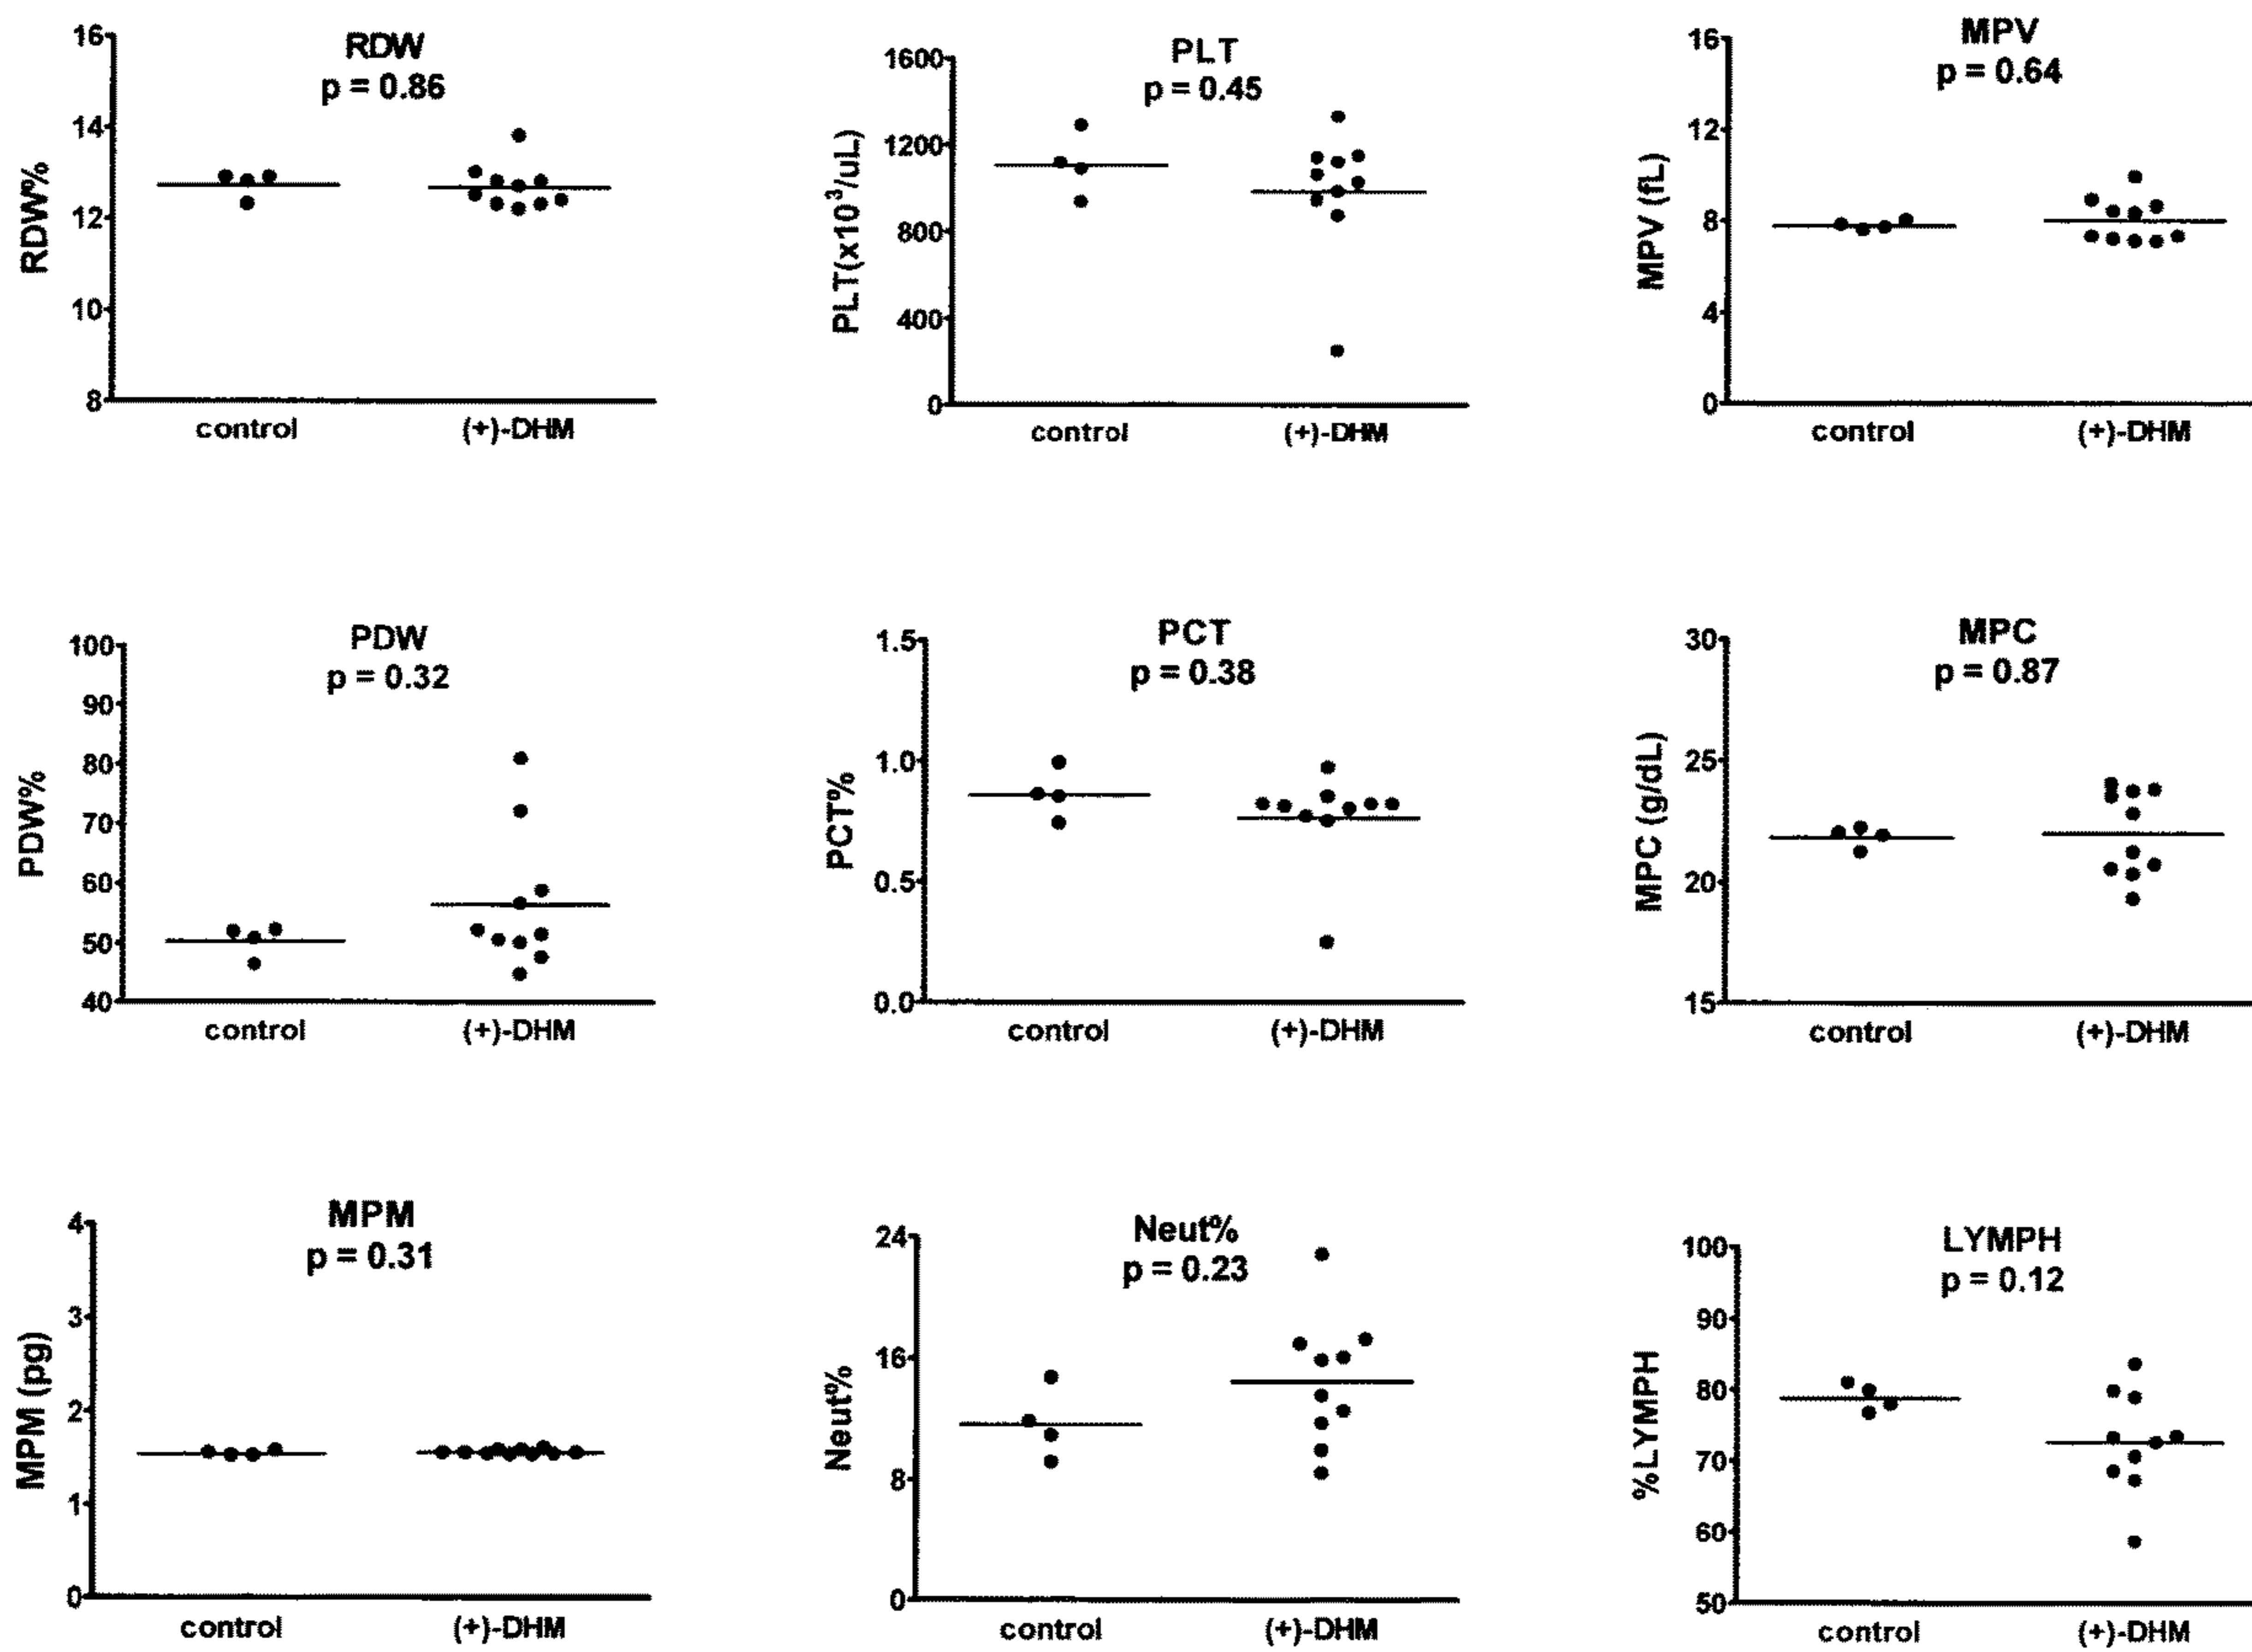 RDW
p = 0.86
16
14
12
10
8
RDW%
control
(+)-DHM
PLT
p = 0.45
1600
1200
800
400
0
PLT(x10³/uL)
control
(+)-DHM
MPV
p = 0.64
16
12
8
4
0
MPV (fL)
control
(+)-DHM
PDW
p = 0.32
100
90
80
70
60
50
40
PDW%
control
(+)-DHM
PCT
p = 0.38
1.5
1.0
0.5
0.0
PCT%
control
(+)-DHM
MPC
p = 0.87
30
25
20
15
MPC (g/dL)
control
(+)-DHM
MPM
p = 0.31
4
3
2
1
0
MPM (pg)
control
(+)-DHM
Neut%
p = 0.23
24
16
8
0
Neut%
control
(+)-DHM
LYMPH
p = 0.12
100
90
80
70
60
50
%LYMPH
control
(+)-DHM